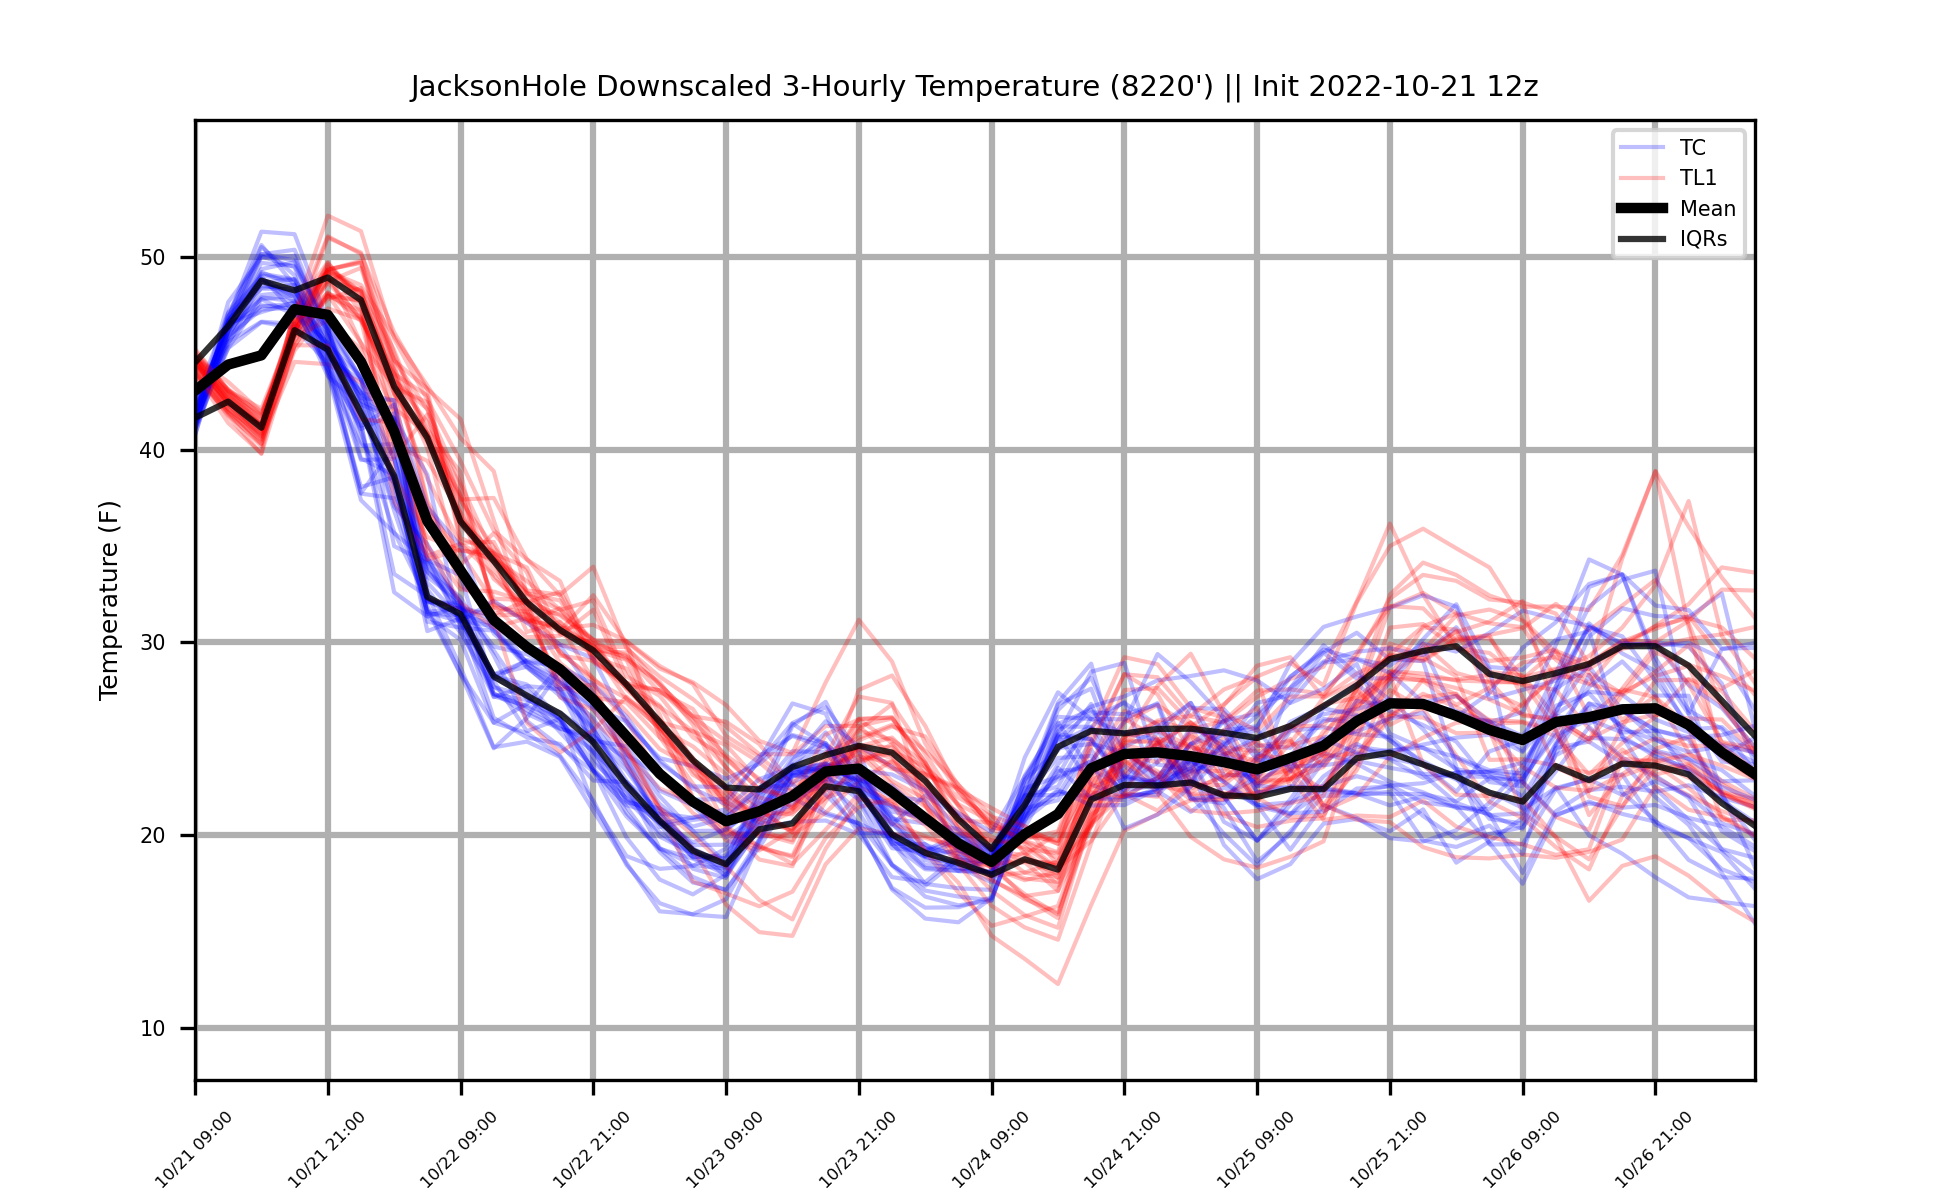 JacksonHole Downscaled 3-Hourly Temperature (8220') || Init 2022-10-21 12z
TC
TL1
Mean
IQRs
Temperature (F)
50
40
30
20
10
10/21 09:00
10/21 21:00
10/22 09:00
10/22 21:00
10/23 09:00
10/23 21:00
10/24 09:00
10/24 21:00
10/25 09:00
10/25 21:00
10/26 09:00
10/26 21:00